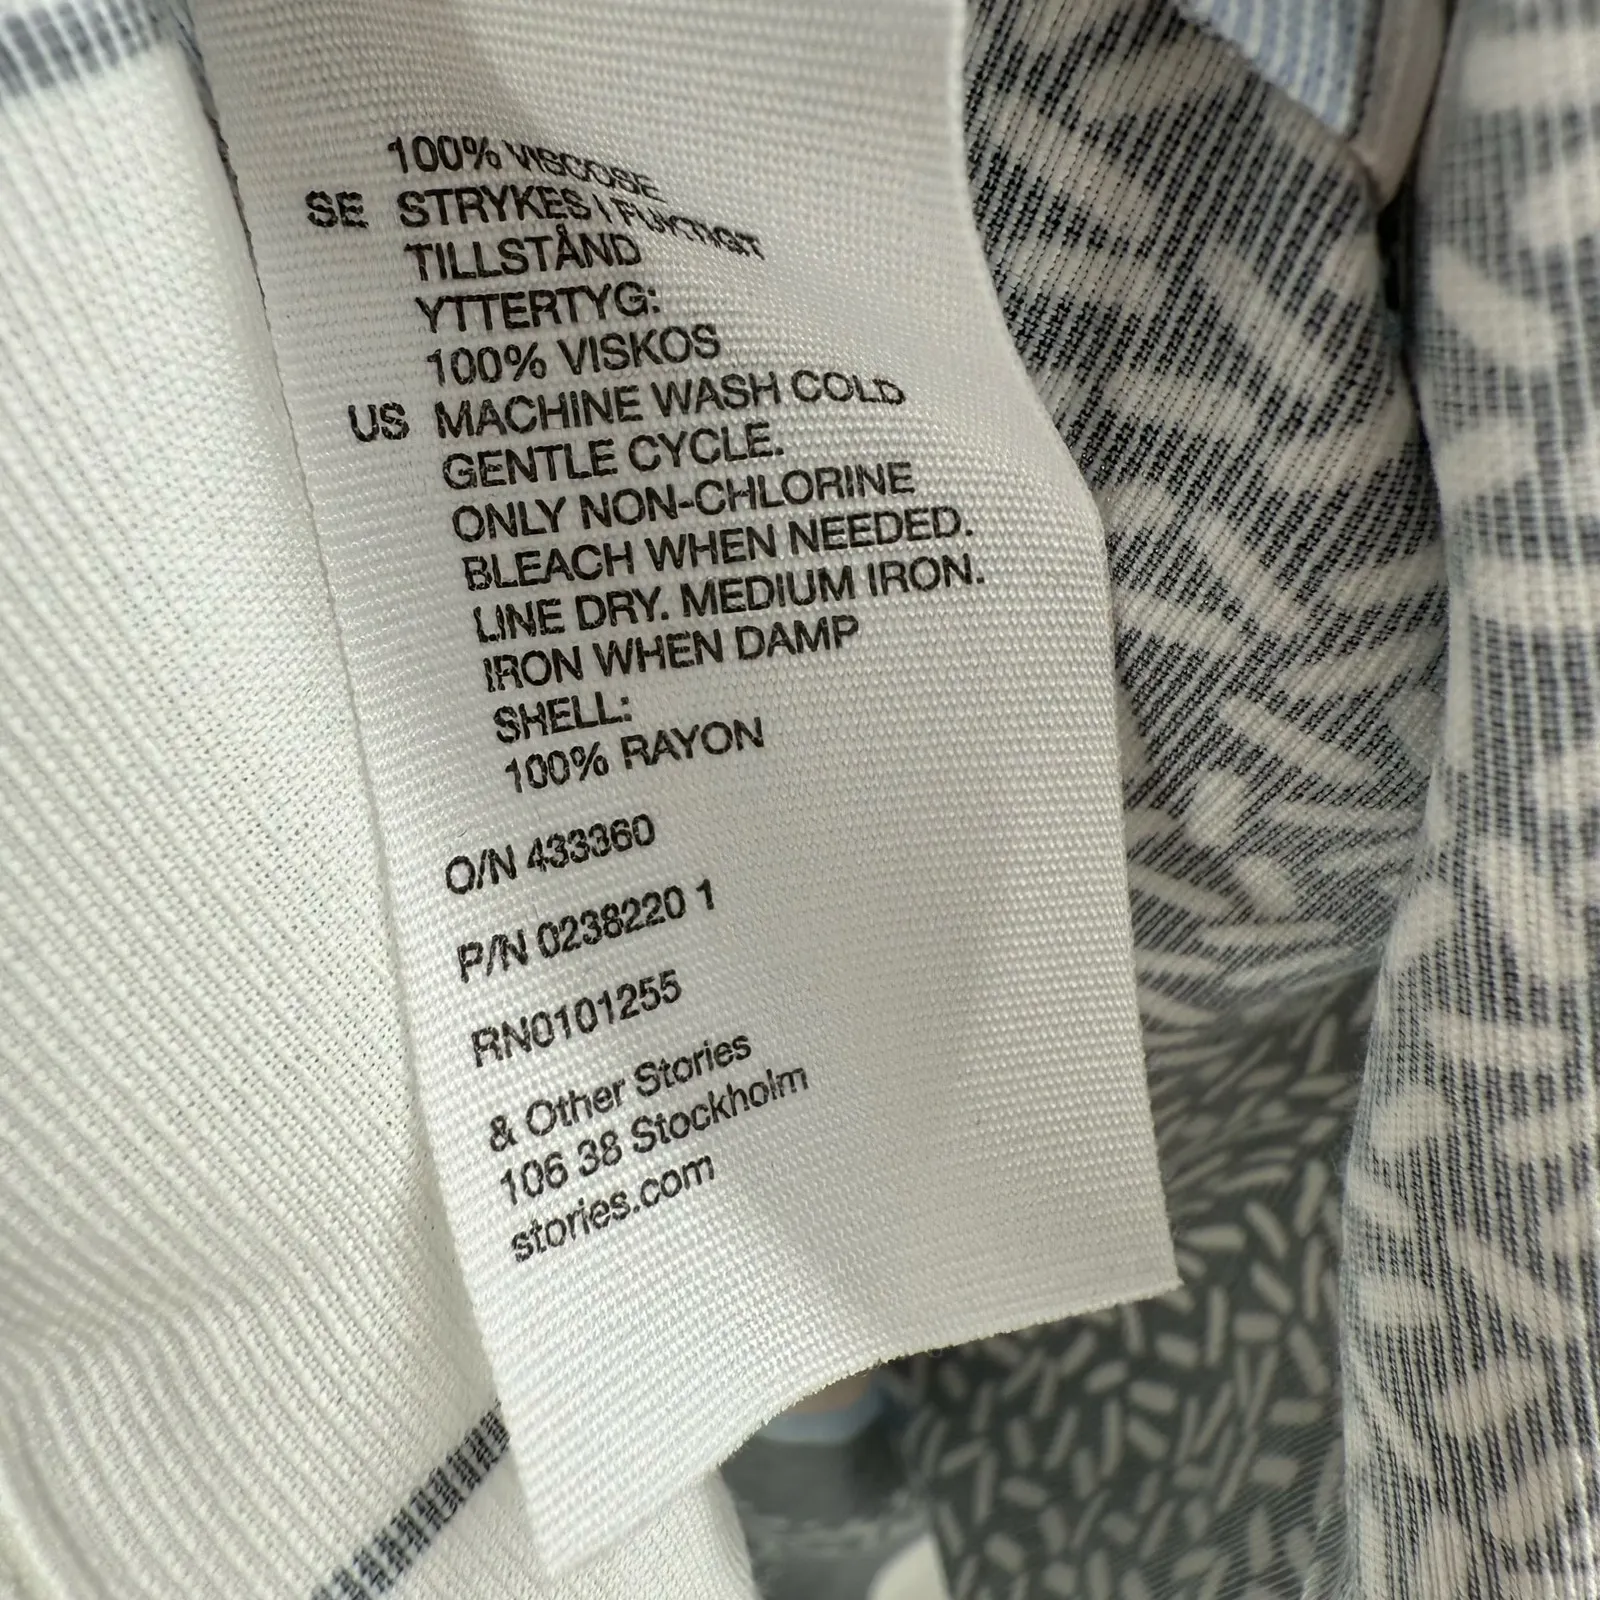 100% VISCOSE
SE STRYKES I FUKTIGT
TILLSTÅND
YTTERTYG:
100% VISKOS
US MACHINE WASH COLD
GENTLE CYCLE.
ONLY NON-CHLORINE
BLEACH WHEN NEEDED.
LINE DRY. MEDIUM IRON.
IRON WHEN DAMP
SHELL:
100% RAYON
O/N 433360
P/N 0238220 1
RN0101255
& Other Stories
106 38 Stockholm
stories.com